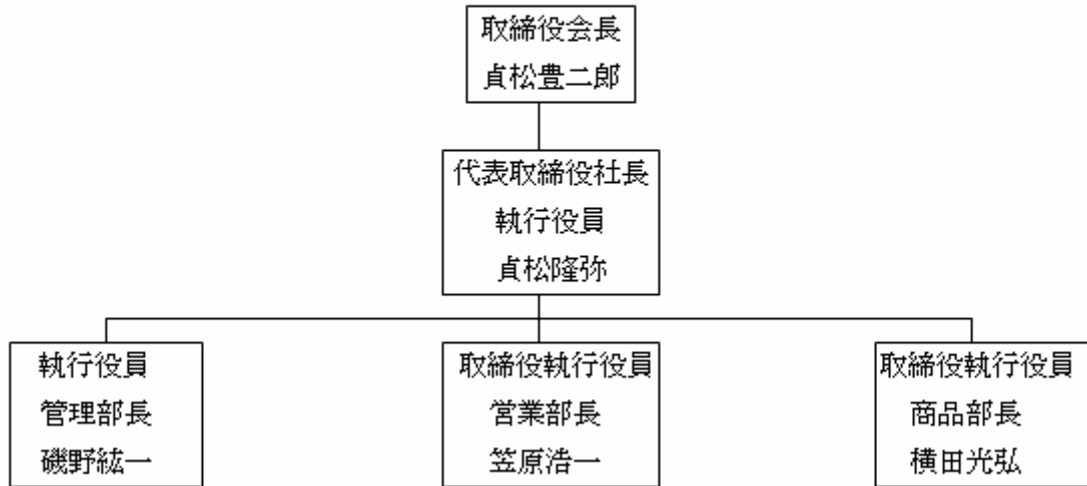 取締役会長
貞松豊二郎
代表取締役社長
執行役員
貞松隆弥
執行役員
管理部長
磯野紘一
取締役執行役員
営業部長
笠原浩一
取締役執行役員
商品部長
横田光弘